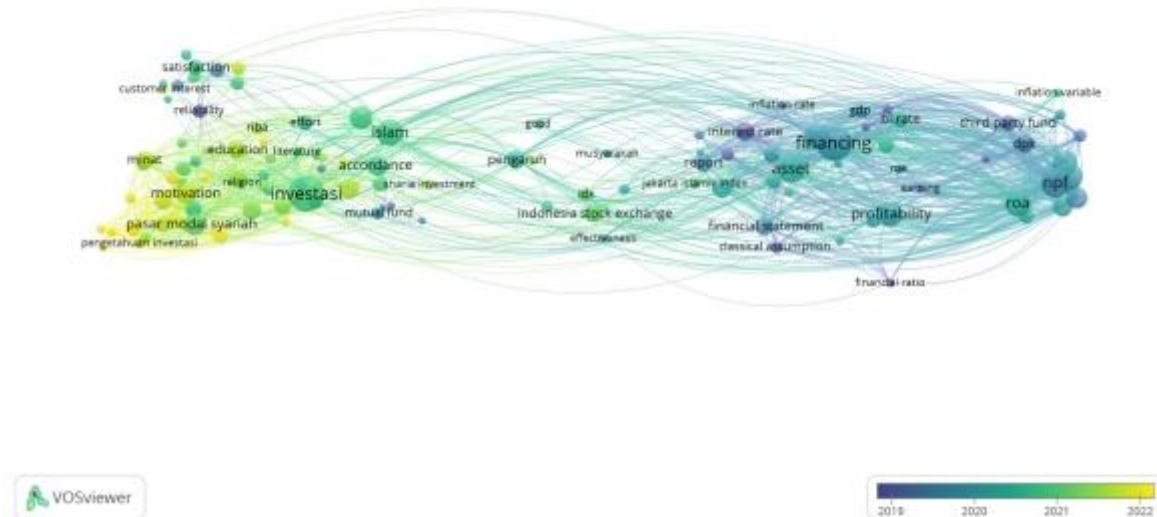 satisfaction
customer interest
reliability
riba
effort
islam
minat
education
literature
accordance
religion
sharia investment
motivation
investasi
mutual fund
pasar modal syariah
pengetahuan investasi
good
pengaruh
musyarakah
idx
indonesia stock exchange
effectiveness
inflation rate
gdp
bi rate
interest rate
financing
report
asset
jakarta islamic index
banking
profitability
financial statement
classical assumption
financial ratio
inflation variable
third party fund
dpk
npf
roa
VOSviewer
2019 2020 2021 2022